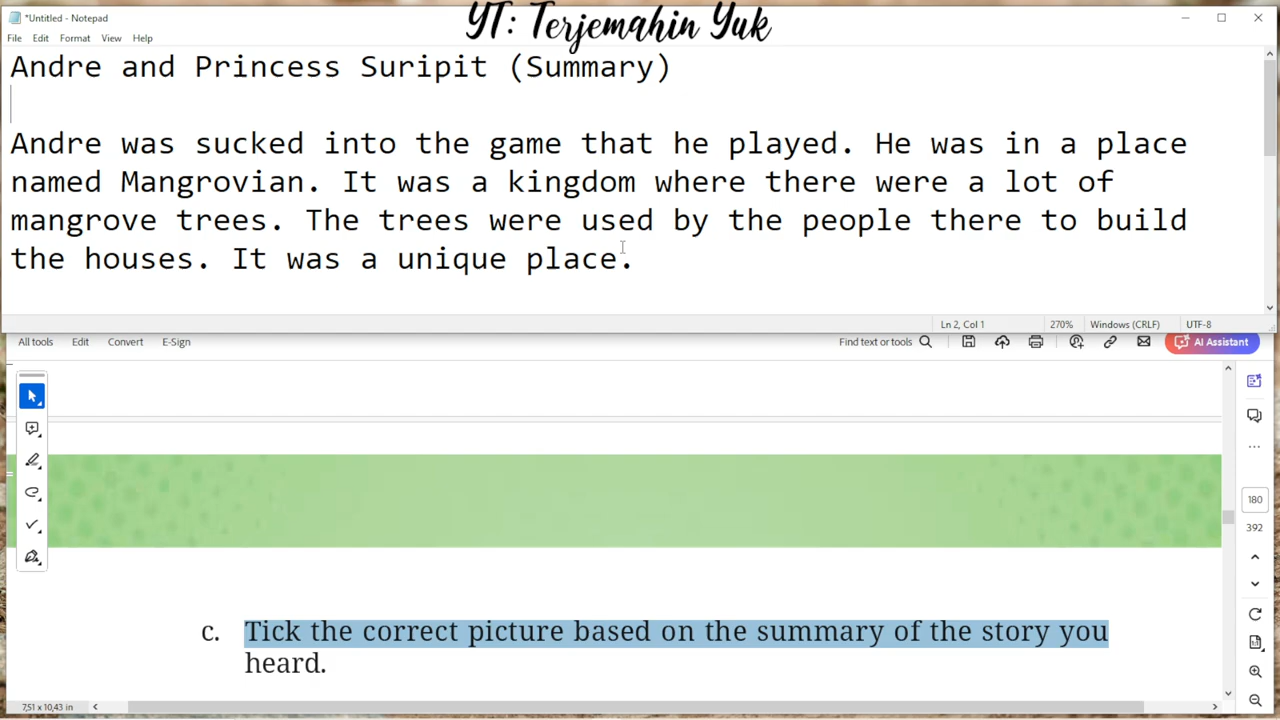 YT: Terjemahin Yuk
*Untitled - Notepad
File Edit Format View Help
Andre and Princess Suripit (Summary)
Andre was sucked into the game that he played. He was in a place
named Mangrovian. It was a kingdom where there were a lot of
mangrove trees. The trees were used by the people there to build
the houses. It was a unique place.
Ln 2, Col 1 270% Windows (CRLF) UTF-8
All tools Edit Convert E-Sign Find text or tools AI Assistant
180
392
c. Tick the correct picture based on the summary of the story you
heard.
7,51 x 10,43 in